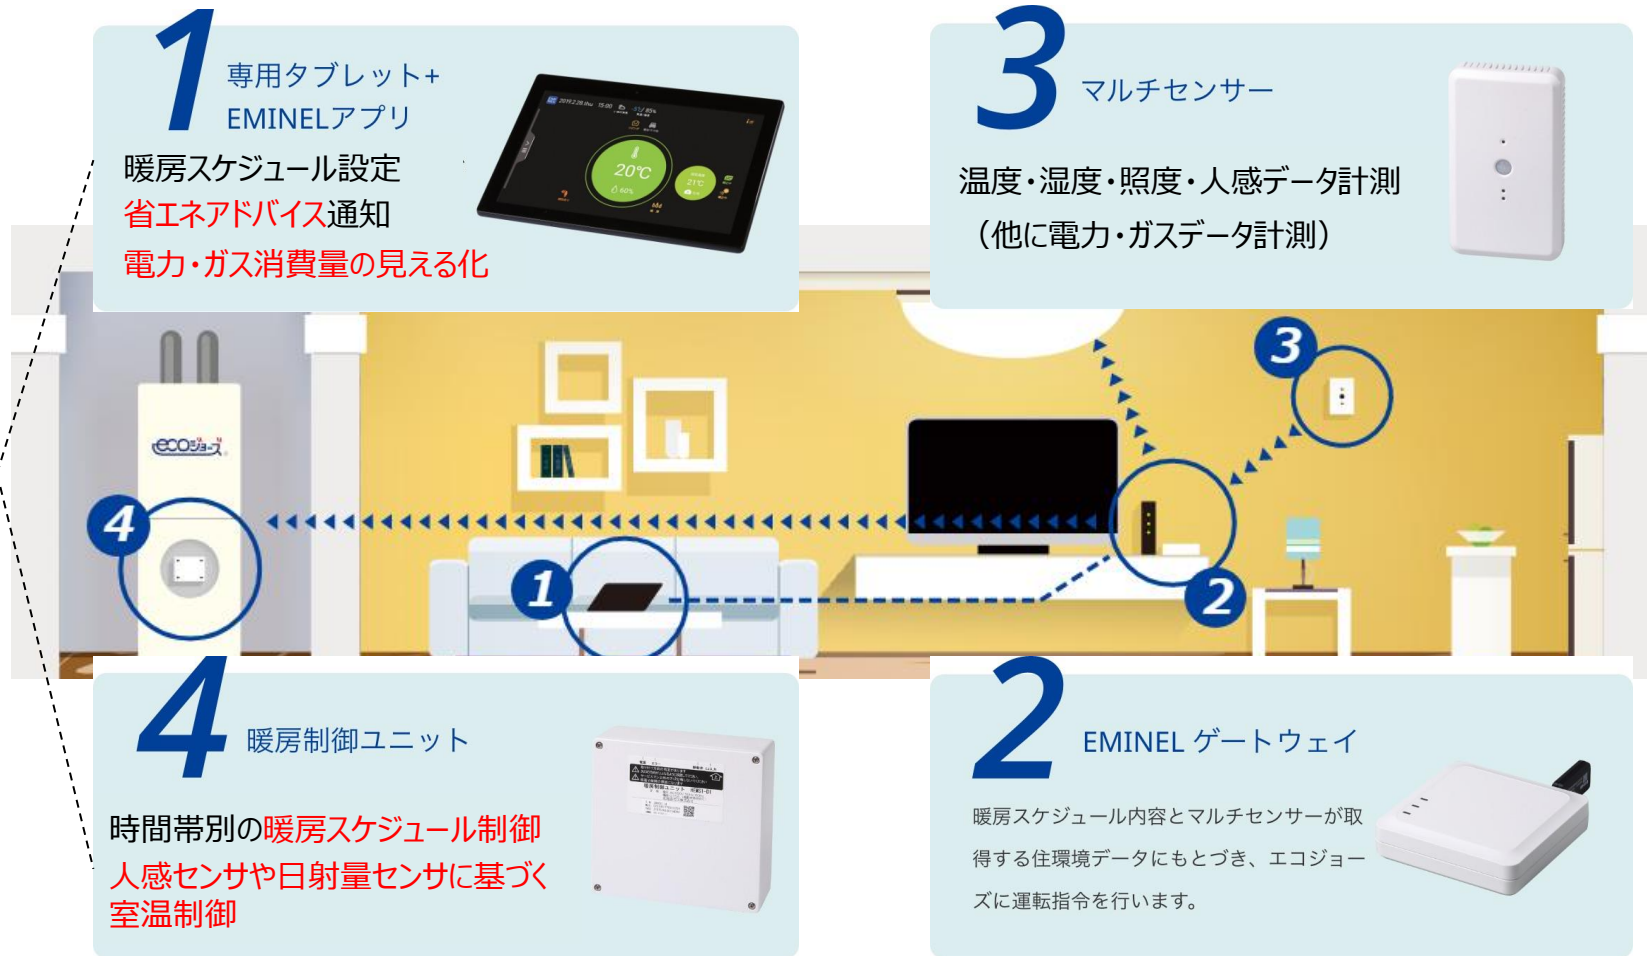 1
専用タブレット+
EMINELアプリ
暖房スケジュール設定
省エネアドバイス通知
電力・ガス消費量の見える化
2019.2.28.thu 15:00
20℃
60%
21℃
3
マルチセンサー
温度・湿度・照度・人感データ計測
（他に電力・ガスデータ計測）
ecoジョーズ
3
4
1
2
4
暖房制御ユニット
時間帯別の暖房スケジュール制御
人感センサや日射量センサに基づく
室温制御
2
EMINEL ゲートウェイ
暖房スケジュール内容とマルチセンサーが取
得する住環境データにもとづき、エコジョー
ズに運転指令を行います。